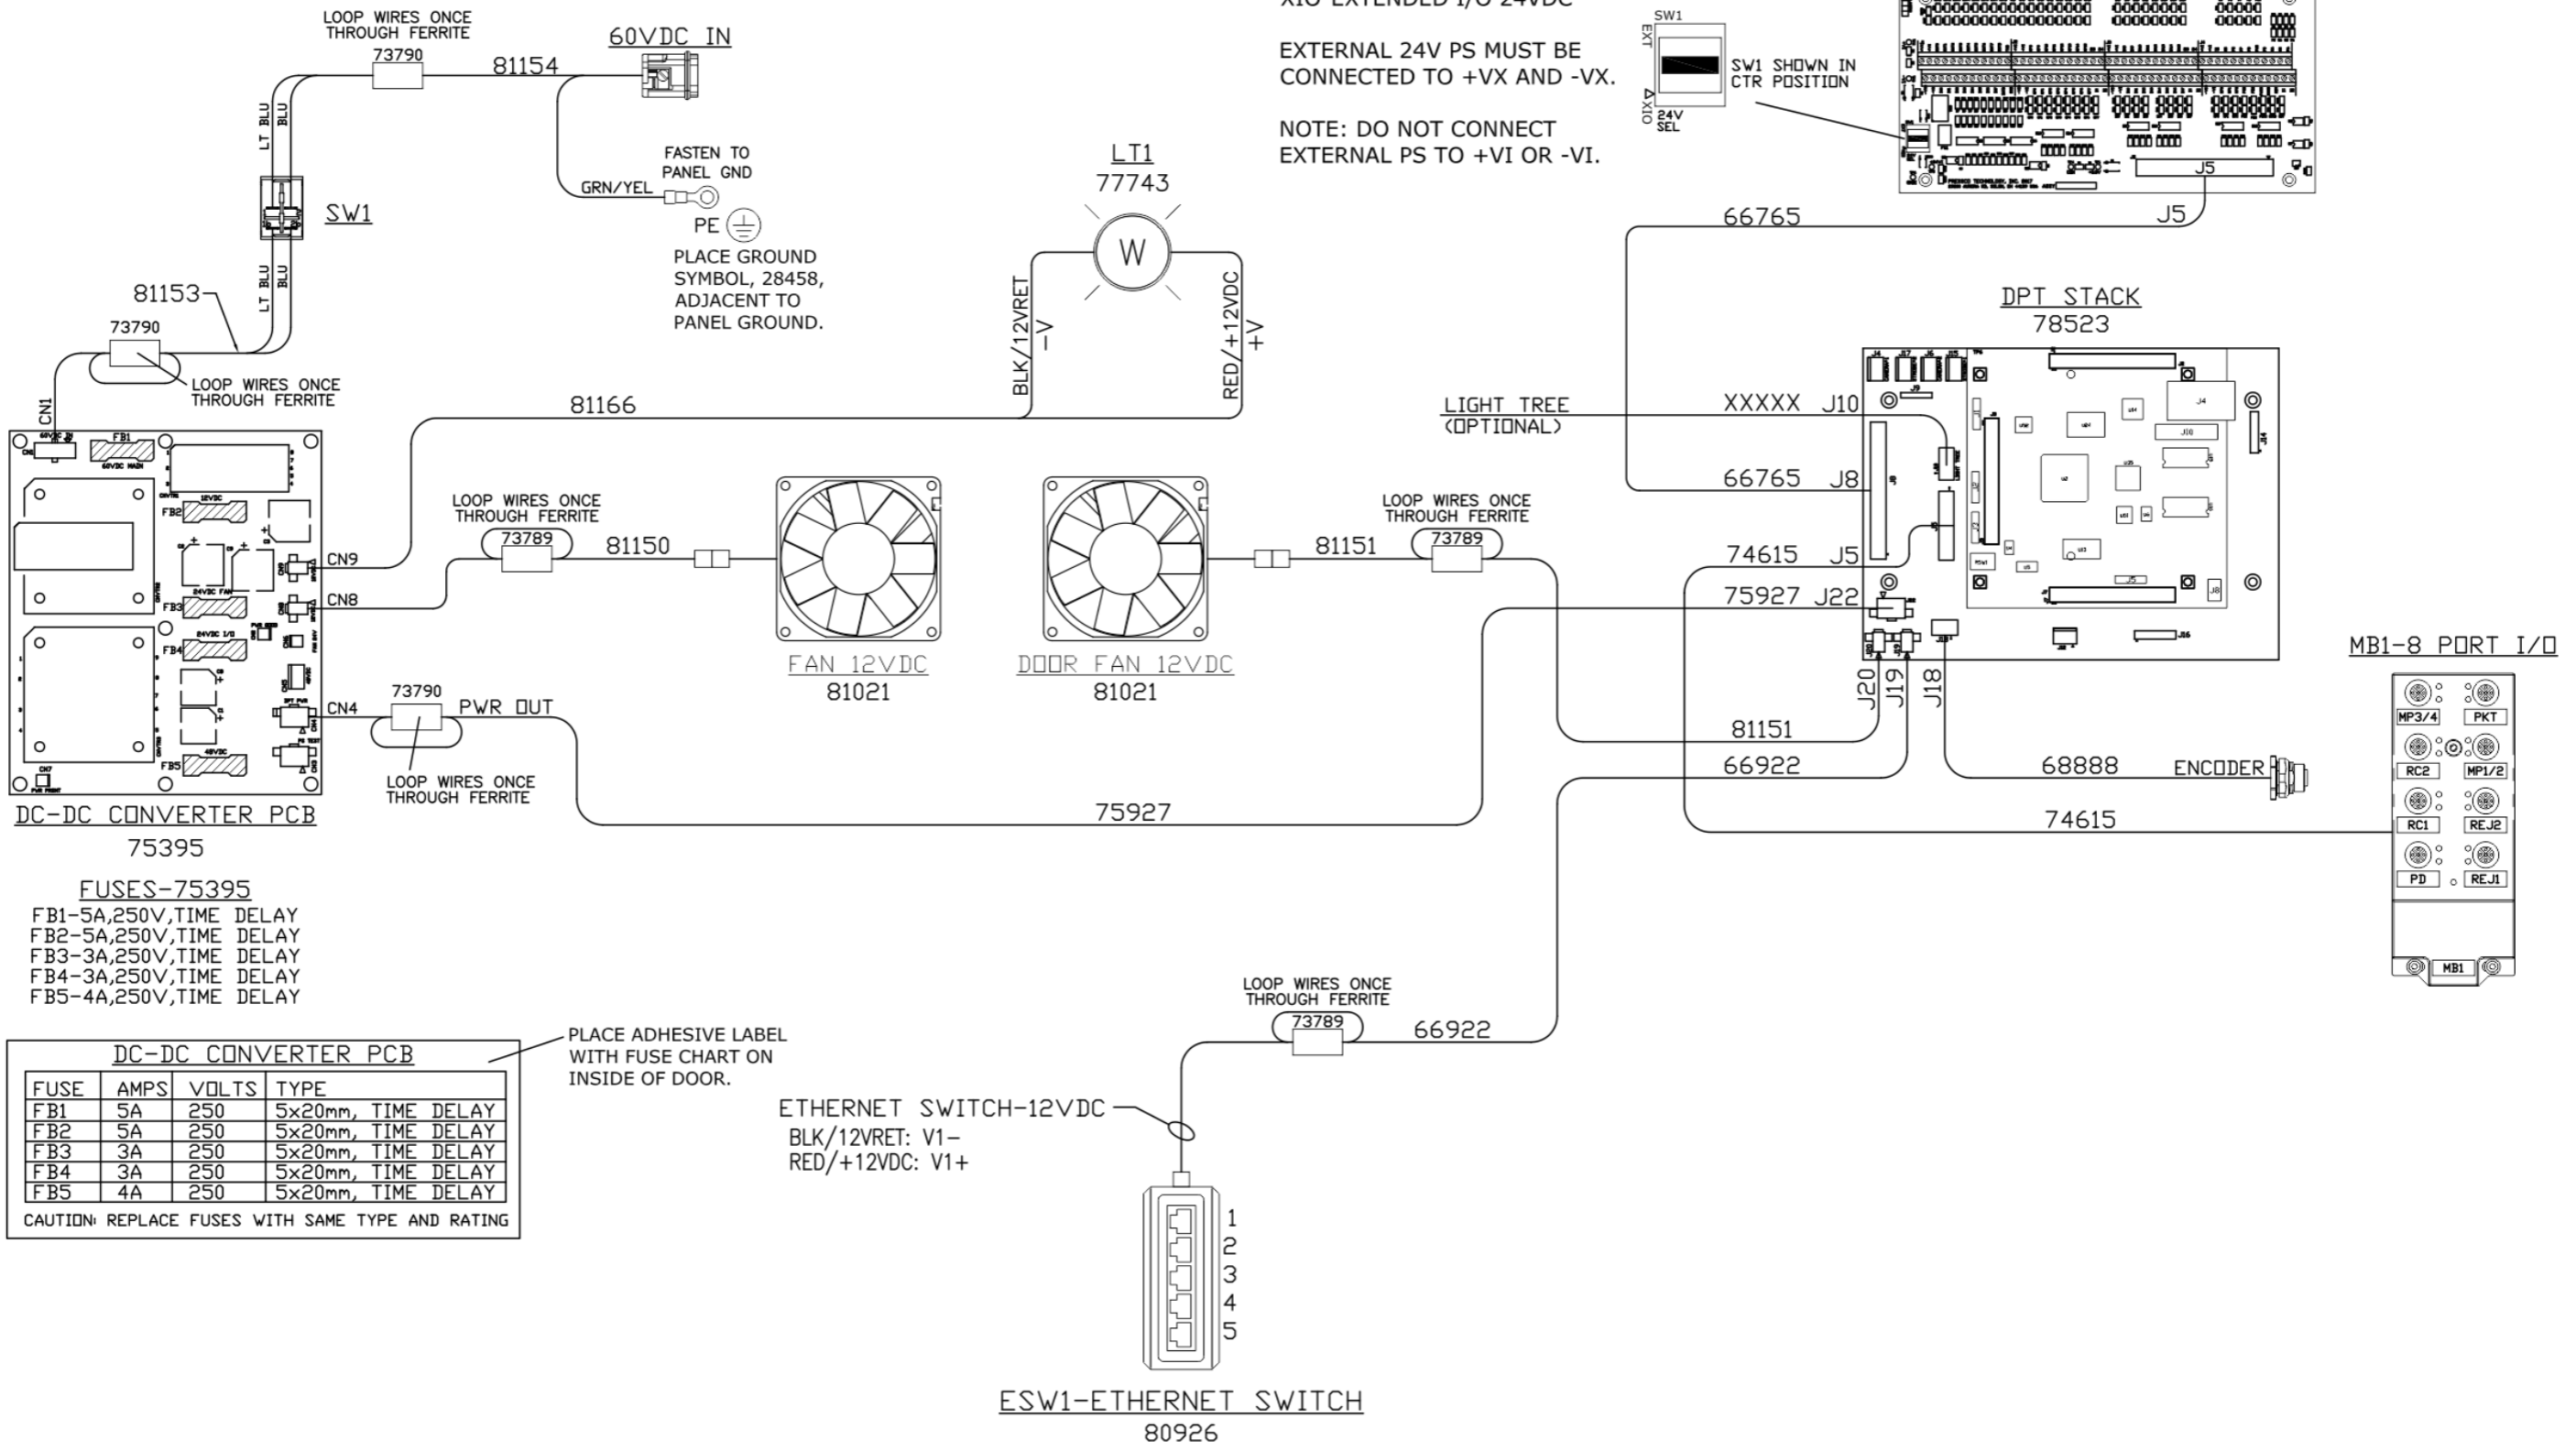 LOOP WIRES ONCE
THROUGH FERRITE
73790
81154
60VDC IN
LT BLU
BLU
SW1
FASTEN TO
PANEL GND
GRN/YEL
PE
PLACE GROUND
SYMBOL, 28458,
ADJACENT TO
PANEL GROUND.
LT BLU
BLU
81153
73790
LOOP WIRES ONCE
THROUGH FERRITE
CN1
XIO EXTENDED I/O 24VDC
EXTERNAL 24V PS MUST BE
CONNECTED TO +VX AND -VX.
NOTE: DO NOT CONNECT
EXTERNAL PS TO +VI OR -VI.
SW1
EXT
XIO
24V
SEL
SW1 SHOWN IN
CTR POSITION
J5
J5
66765
LT1
77743
W
BLK/12VRET
-V
RED/+12VDC
+V
81166
DPT STACK
78523
LIGHT TREE
(OPTIONAL)
XXXXX J10
66765 J8
74615 J5
75927 J22
J20
J19
J18
60VDC IN
CN1
FB1
60VDC MAIN
12VDC
FB2
24VDC FAN
FB3
24VDC I/O
FB4
48VDC
FB5
CN7
CN9
CN8
CN4
LOOP WIRES ONCE
THROUGH FERRITE
73789
81150
FAN 12VDC
81021
DOOR FAN 12VDC
81021
81151
LOOP WIRES ONCE
THROUGH FERRITE
73789
73790
PWR OUT
LOOP WIRES ONCE
THROUGH FERRITE
75927
81151
66922
68888
ENCODER
74615
MB1-8 PORT I/O
MP3/4
PKT
RC2
MP1/2
RC1
REJ2
PD
REJ1
MB1
DC-DC CONVERTER PCB
75395
FUSES-75395
FB1-5A,250V,TIME DELAY
FB2-5A,250V,TIME DELAY
FB3-3A,250V,TIME DELAY
FB4-3A,250V,TIME DELAY
FB5-4A,250V,TIME DELAY
DC-DC CONVERTER PCB
FUSE AMPS VOLTS TYPE
FB1 5A 250 5x20mm, TIME DELAY
FB2 5A 250 5x20mm, TIME DELAY
FB3 3A 250 5x20mm, TIME DELAY
FB4 3A 250 5x20mm, TIME DELAY
FB5 4A 250 5x20mm, TIME DELAY
CAUTION: REPLACE FUSES WITH SAME TYPE AND RATING
PLACE ADHESIVE LABEL
WITH FUSE CHART ON
INSIDE OF DOOR.
LOOP WIRES ONCE
THROUGH FERRITE
73789
66922
ETHERNET SWITCH-12VDC
BLK/12VRET: V1-
RED/+12VDC: V1+
1
2
3
4
5
ESW1-ETHERNET SWITCH
80926